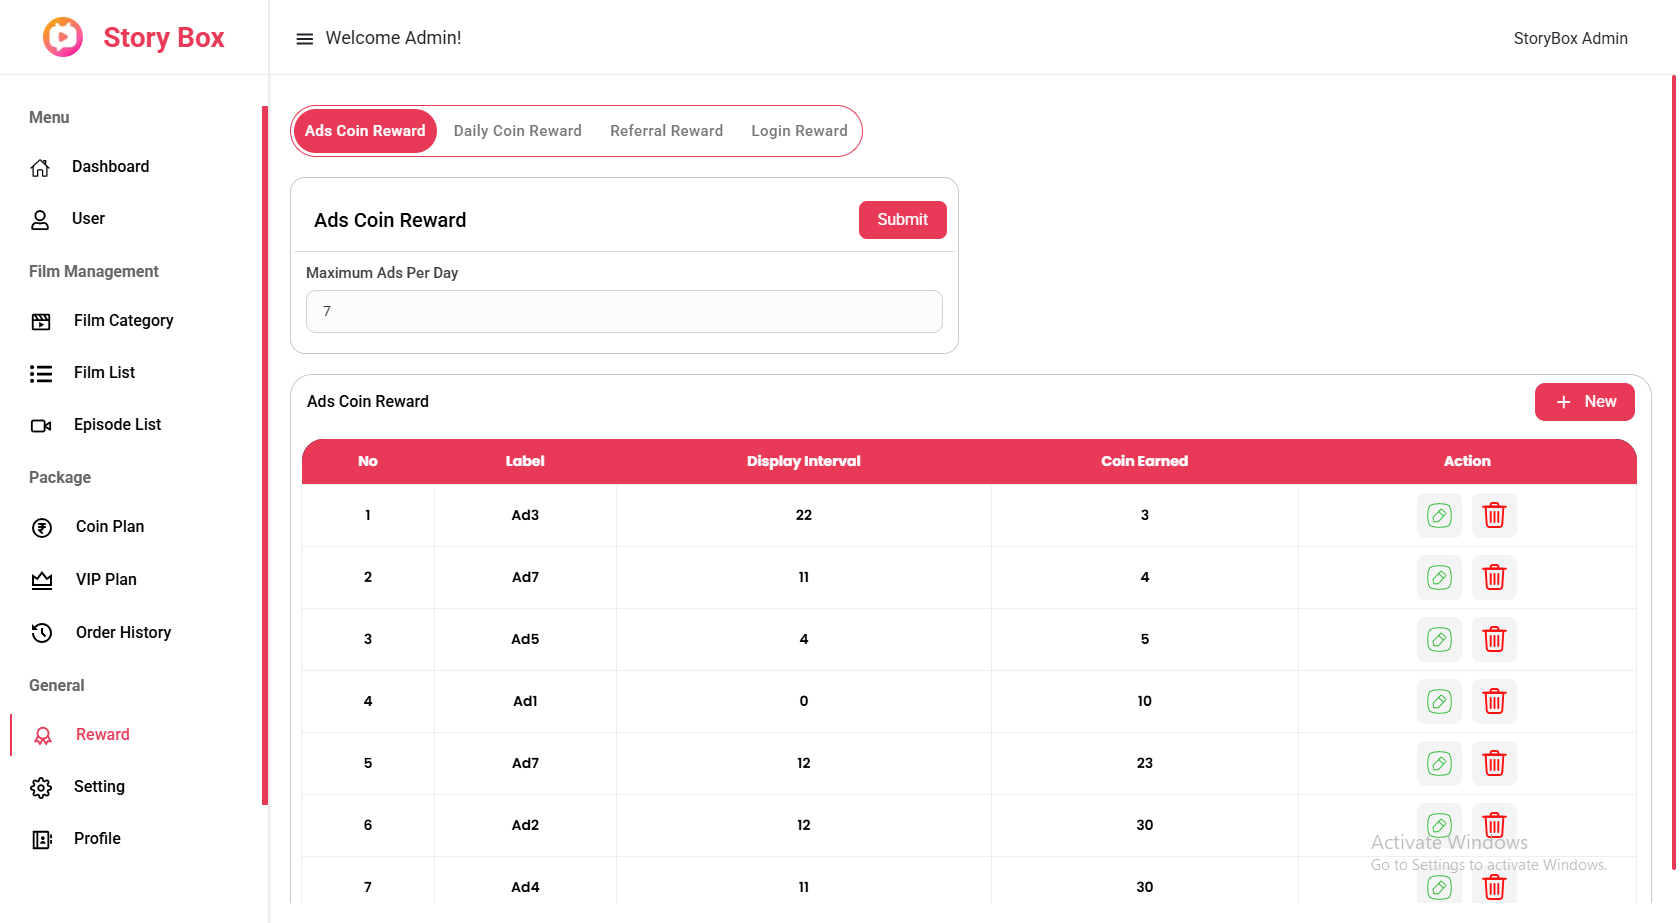 Story Box
Welcome Admin!
StoryBox Admin
Menu
Dashboard
User
Film Management
Film Category
Film List
Episode List
Package
Coin Plan
VIP Plan
Order History
General
Reward
Setting
Profile
Ads Coin Reward Daily Coin Reward Referral Reward Login Reward
Ads Coin Reward Submit
Maximum Ads Per Day
7
Ads Coin Reward + New
No Label Display Interval Coin Earned Action
1 Ad3 22 3
2 Ad7 11 4
3 Ad5 4 5
4 Ad1 0 10
5 Ad7 12 23
6 Ad2 12 30
7 Ad4 11 30
Activate Windows
Go to Settings to activate Windows.